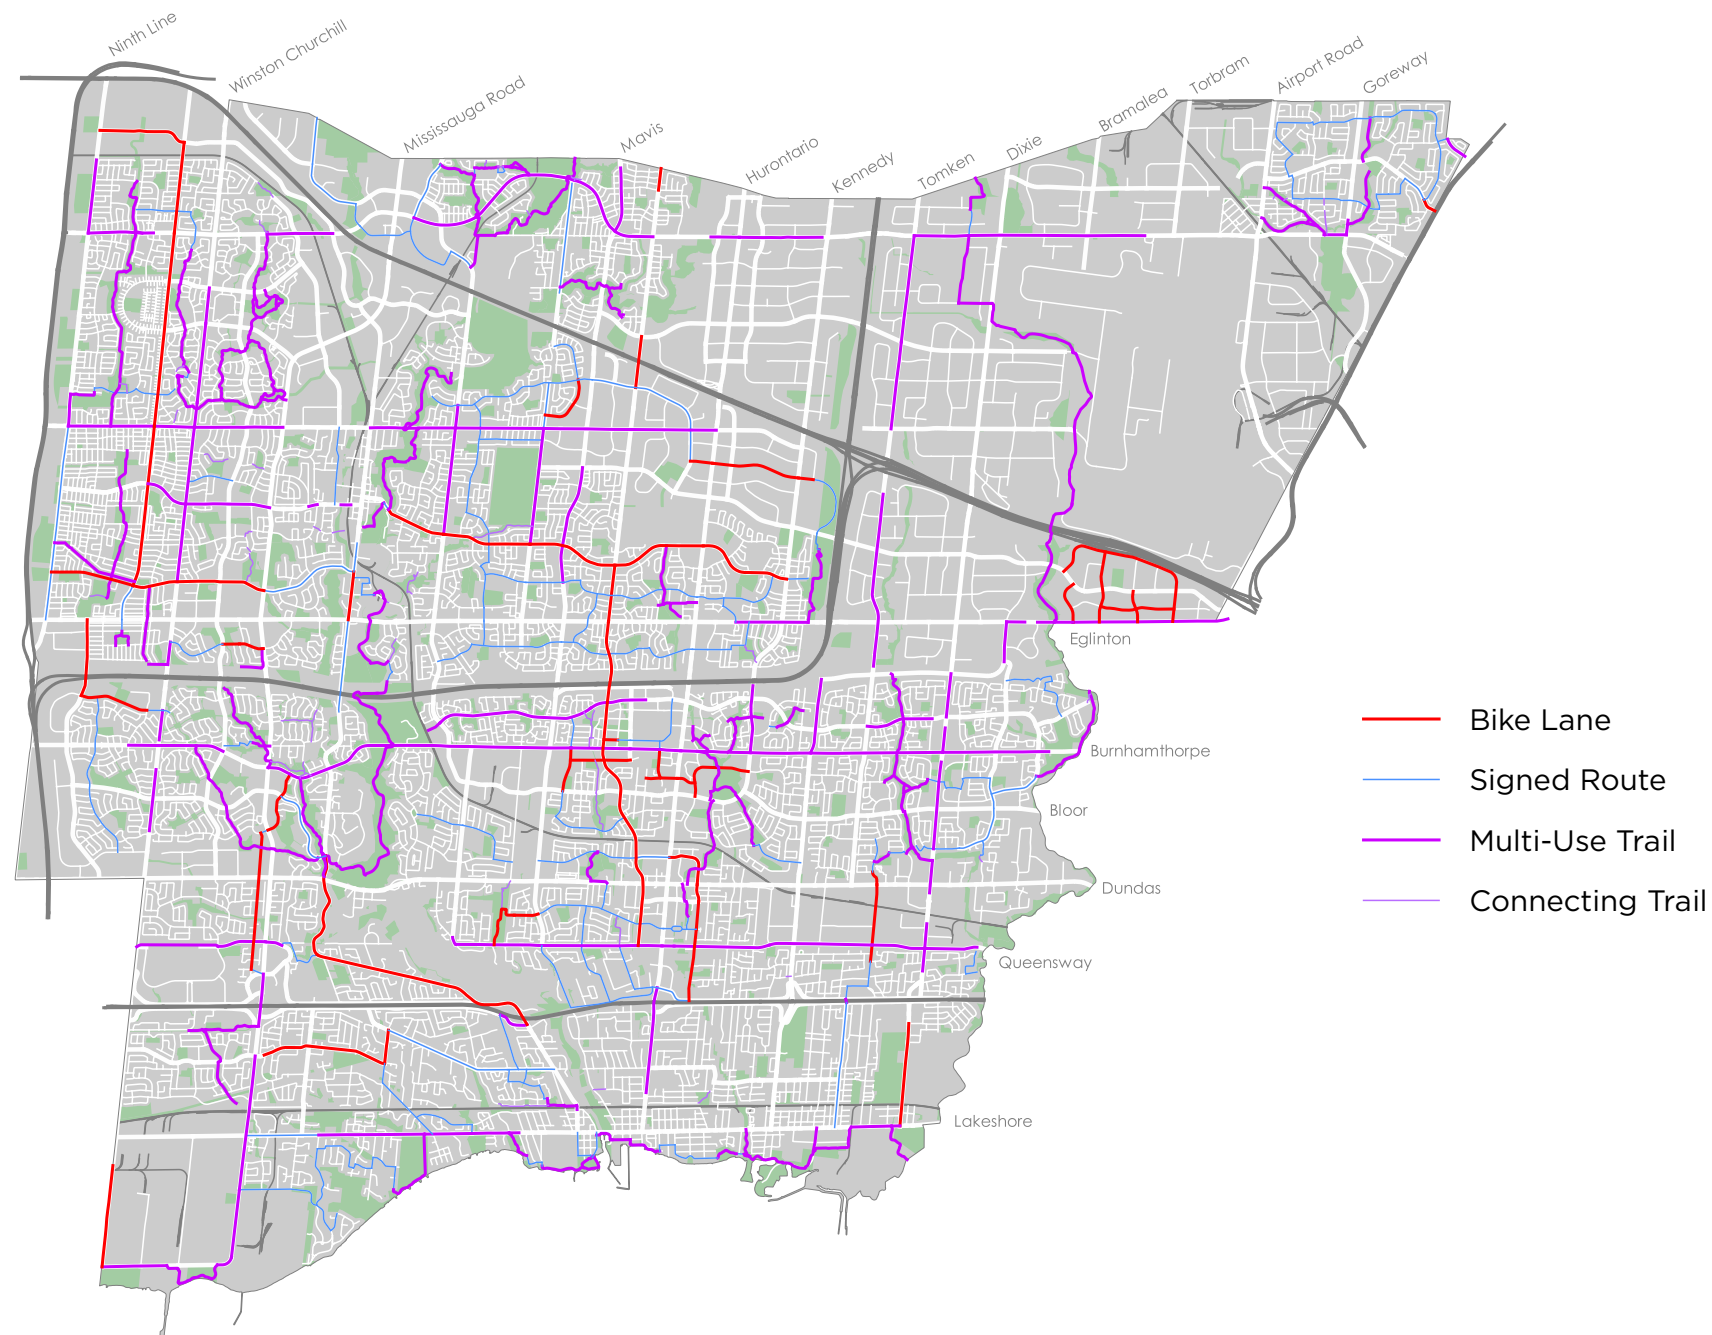 Ninth Line
Winston Churchill
Mississauga Road
Mavis
Hurontario
Kennedy
Tomken
Dixie
Bramalea
Torbram
Airport Road
Goreway
Eglinton
Burnhamthorpe
Bloor
Dundas
Queensway
Lakeshore
Bike Lane
Signed Route
Multi-Use Trail
Connecting Trail